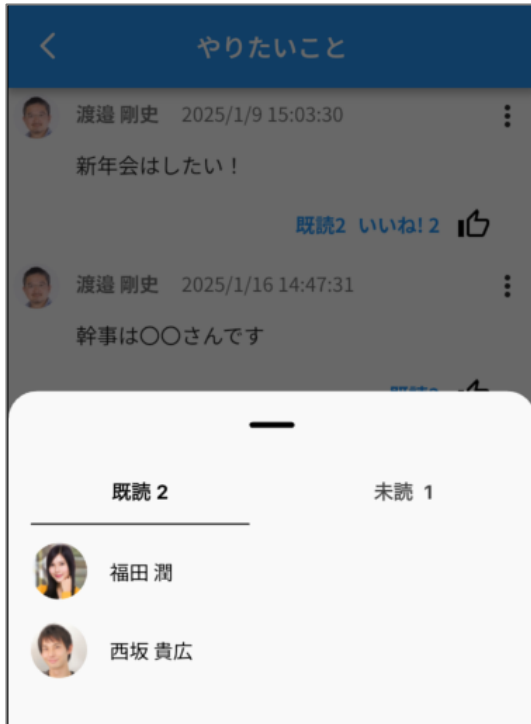 やりたいこと
渡邉 剛史 2025/1/9 15:03:30
新年会はしたい！
既読2 いいね! 2
渡邉 剛史 2025/1/16 14:47:31
幹事は〇〇さんです
既読 2 未読 1
福田 潤
西坂 貴広